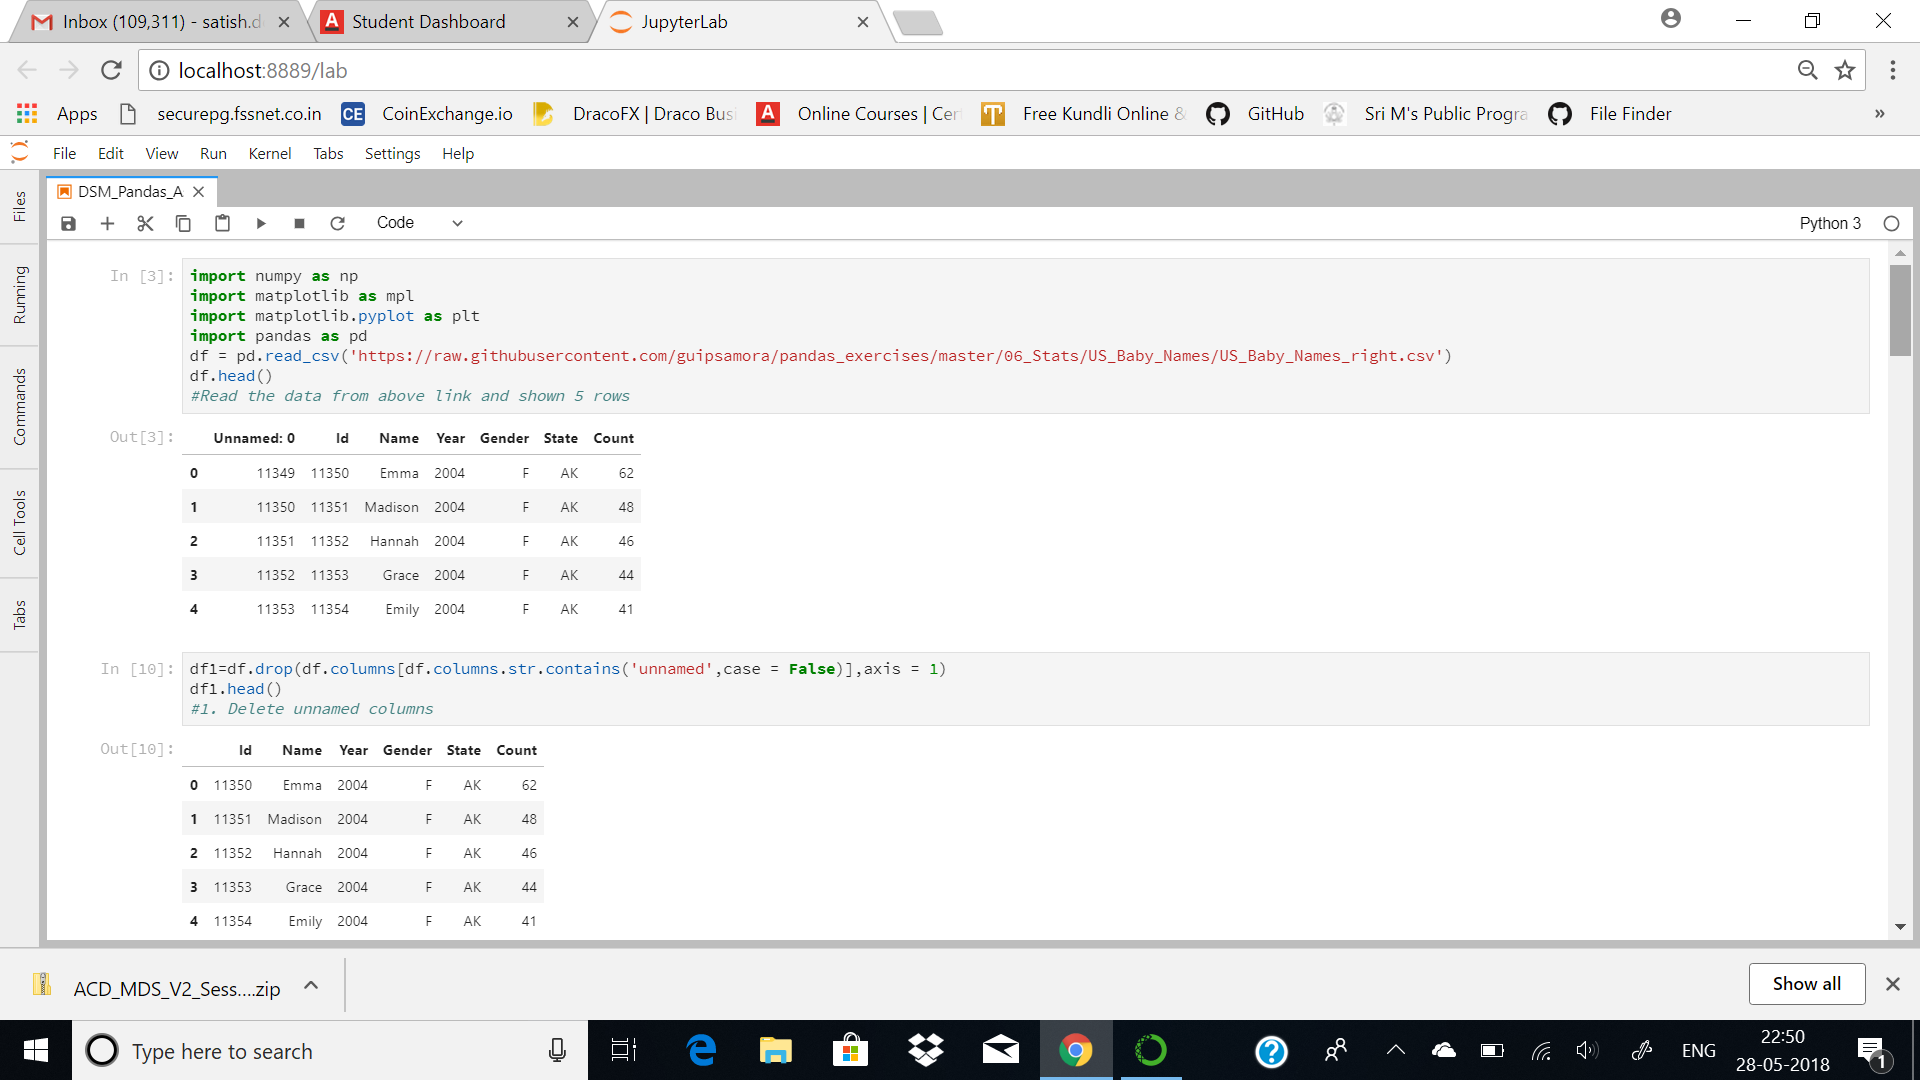 Inbox (109,311) - satish.d
Student Dashboard
JupyterLab
localhost:8889/lab
Apps
securepg.fssnet.co.in
CE CoinExchange.io
DracoFX | Draco Busi
A Online Courses | Cer
T Free Kundli Online &
GitHub
Sri M's Public Progra
File Finder
»
File Edit View Run Kernel Tabs Settings Help
Files
Running
Commands
Cell Tools
Tabs
DSM_Pandas_A
Code
Python 3
In [3]:
import numpy as np
import matplotlib as mpl
import matplotlib.pyplot as plt
import pandas as pd
df = pd.read_csv('https://raw.githubusercontent.com/guipsamora/pandas_exercises/master/06_Stats/US_Baby_Names/US_Baby_Names_right.csv')
df.head()
#Read the data from above link and shown 5 rows
Out[3]:
Unnamed: 0 Id Name Year Gender State Count
0 11349 11350 Emma 2004 F AK 62
1 11350 11351 Madison 2004 F AK 48
2 11351 11352 Hannah 2004 F AK 46
3 11352 11353 Grace 2004 F AK 44
4 11353 11354 Emily 2004 F AK 41
In [10]:
df1=df.drop(df.columns[df.columns.str.contains('unnamed',case = False)],axis = 1)
df1.head()
#1. Delete unnamed columns
Out[10]:
Id Name Year Gender State Count
0 11350 Emma 2004 F AK 62
1 11351 Madison 2004 F AK 48
2 11352 Hannah 2004 F AK 46
3 11353 Grace 2004 F AK 44
4 11354 Emily 2004 F AK 41
ACD_MDS_V2_Sess....zip
Show all
Type here to search
ENG
22:50
28-05-2018
1